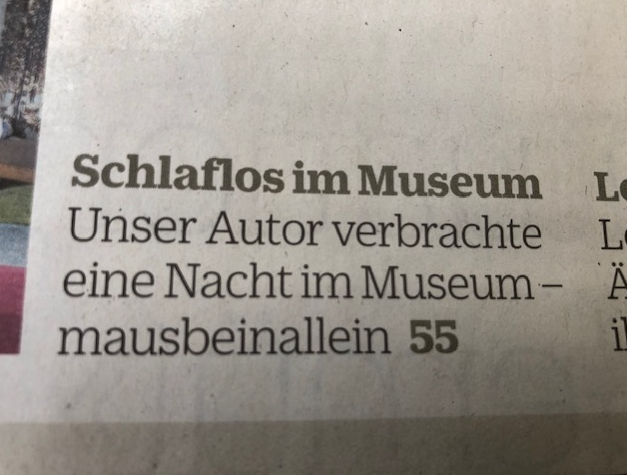 Schlaflos im Museum
Unser Autor verbrachte
eine Nacht im Museum –
mausbeinallein 55